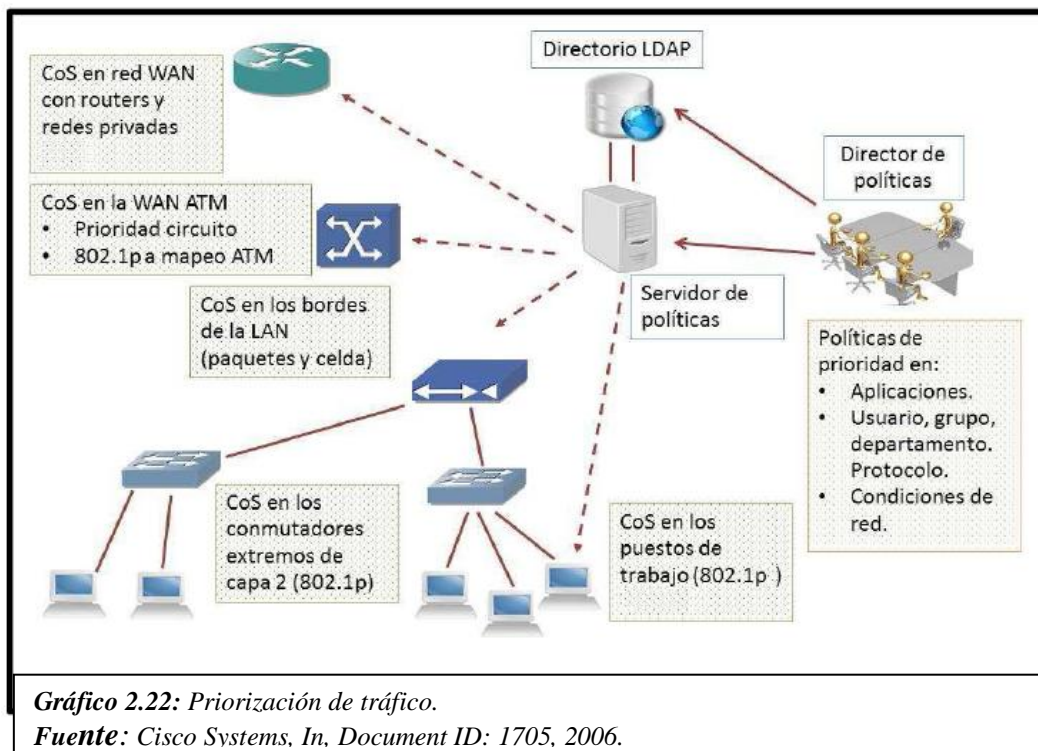 CoS en red WAN
con routers y
redes privadas
Directorio LDAP
Director de
políticas
CoS en la WAN ATM
• Prioridad circuito
• 802.1p a mapeo ATM
CoS en los bordes
de la LAN
(paquetes y celda)
Servidor de
políticas
Políticas de
prioridad en:
• Aplicaciones.
• Usuario, grupo,
departamento.
Protocolo.
• Condiciones de
red.
CoS en los
conmutadores
extremos de
capa 2 (802.1p)
CoS en los
puestos de
trabajo (802.1p )
Gráfico 2.22: Priorización de tráfico.
Fuente: Cisco Systems, In, Document ID: 1705, 2006.